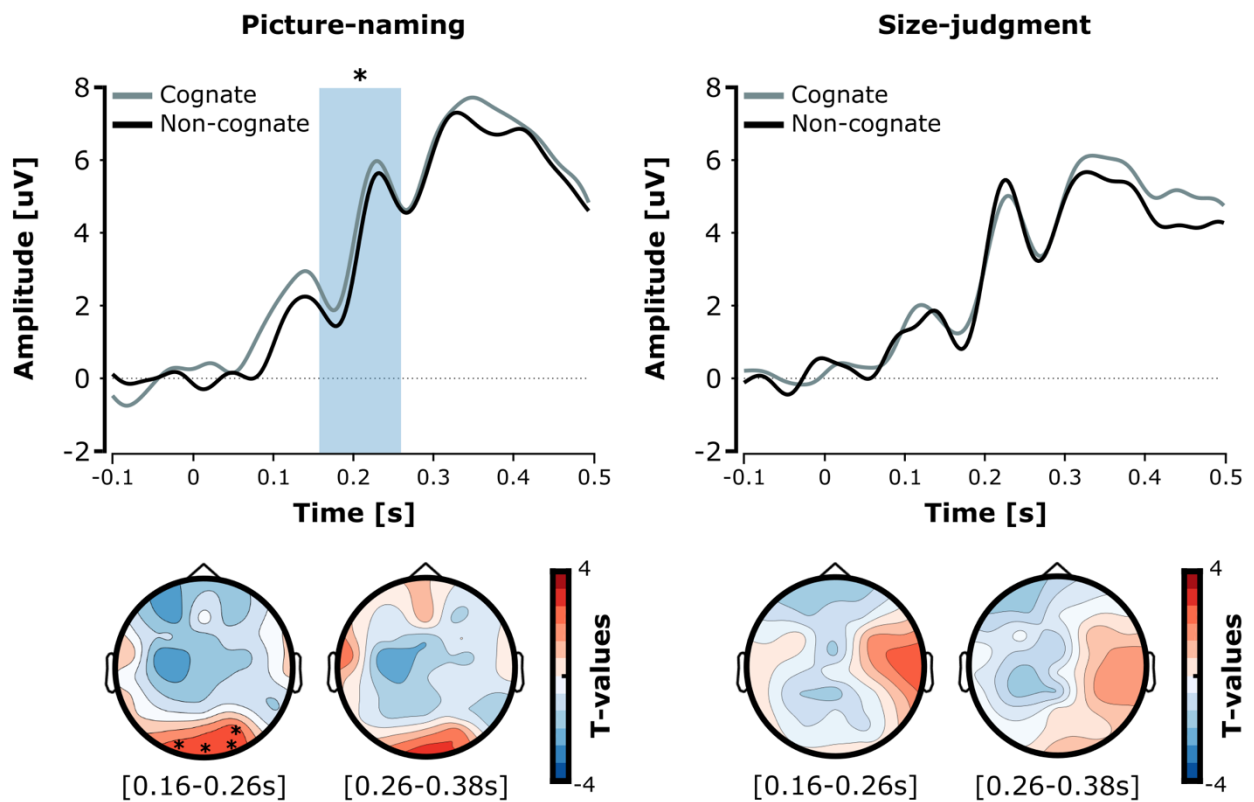 Picture-naming
*
Cognate
Non-cognate
Amplitude [uV]
8
6
4
2
0
-2
-0.1 0 0.1 0.2 0.3 0.4 0.5
Time [s]
Size-judgment
Cognate
Non-cognate
Amplitude [uV]
8
6
4
2
0
-2
-0.1 0 0.1 0.2 0.3 0.4 0.5
Time [s]
* * * *
[0.16-0.26s] [0.26-0.38s]
4
-4
T-values
[0.16-0.26s] [0.26-0.38s]
4
-4
T-values